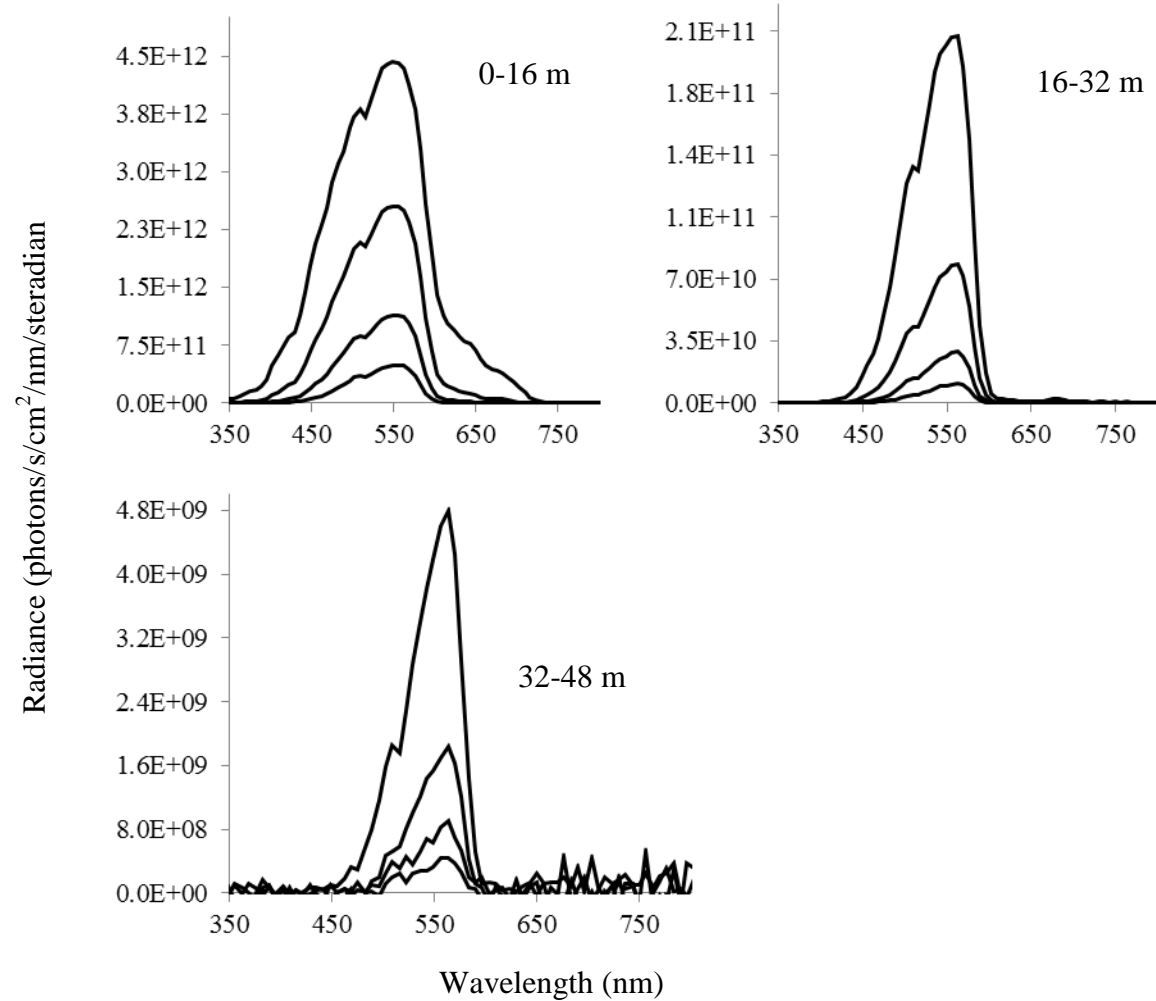 Radiance (photons/s/cm²/nm/steradian
4.5E+12
3.8E+12
3.0E+12
2.3E+12
1.5E+12
7.5E+11
0.0E+00
350 450 550 650 750
0-16 m
2.1E+11
1.8E+11
1.4E+11
1.1E+11
7.0E+10
3.5E+10
0.0E+00
350 450 550 650 750
16-32 m
4.8E+09
4.0E+09
3.2E+09
2.4E+09
1.6E+09
8.0E+08
0.0E+00
350 450 550 650 750
32-48 m
Wavelength (nm)